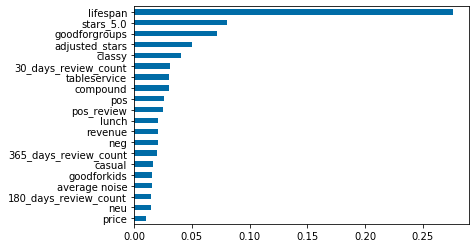 lifespan
stars_5.0
goodforgroups
adjusted_stars
classy
30_days_review_count
tableservice
compound
pos
pos_review
lunch
revenue
neg
365_days_review_count
casual
goodforkids
average noise
180_days_review_count
neu
price
0.00 0.05 0.10 0.15 0.20 0.25